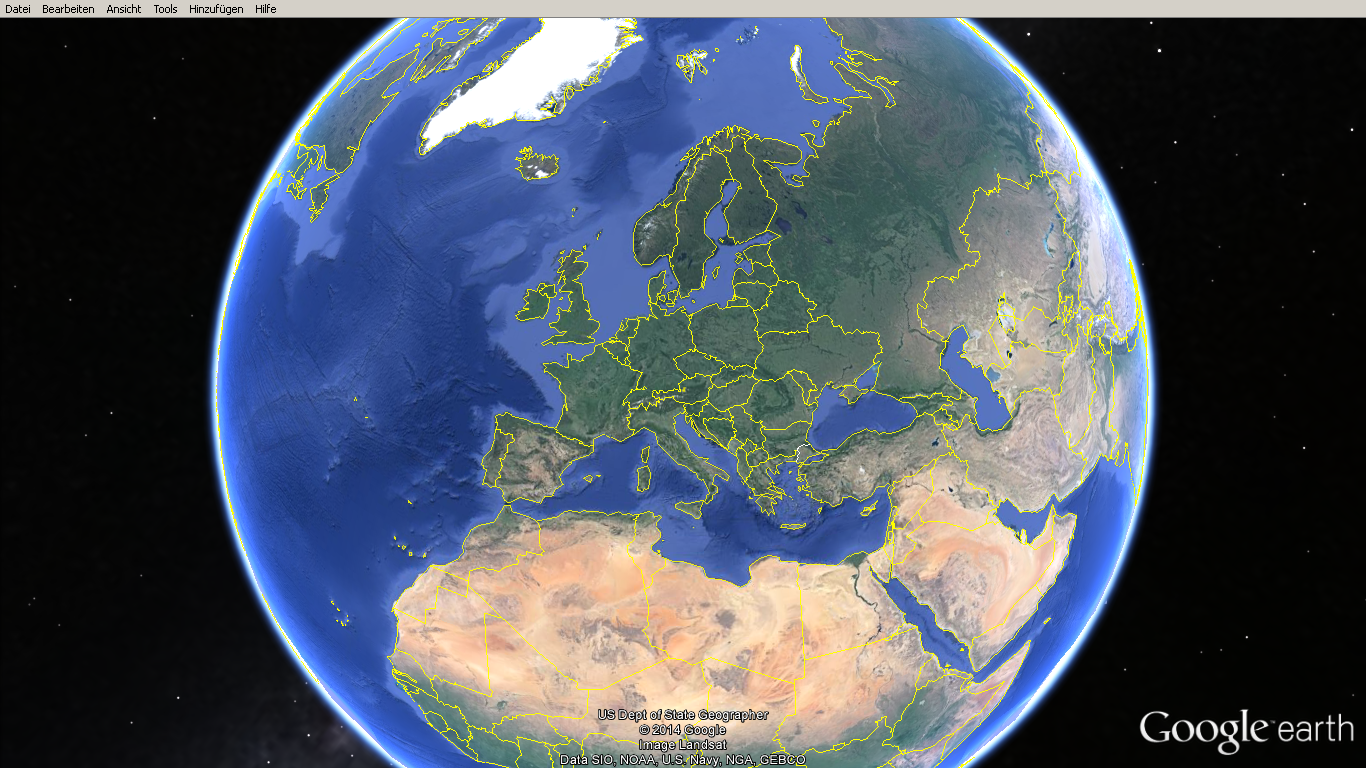 Datei Bearbeiten Ansicht Tools Hinzufügen Hilfe
US Dept of State Geographer
© 2014 Google
Image Landsat
Data SIO, NOAA, U.S. Navy, NGA, GEBCO
Google earth